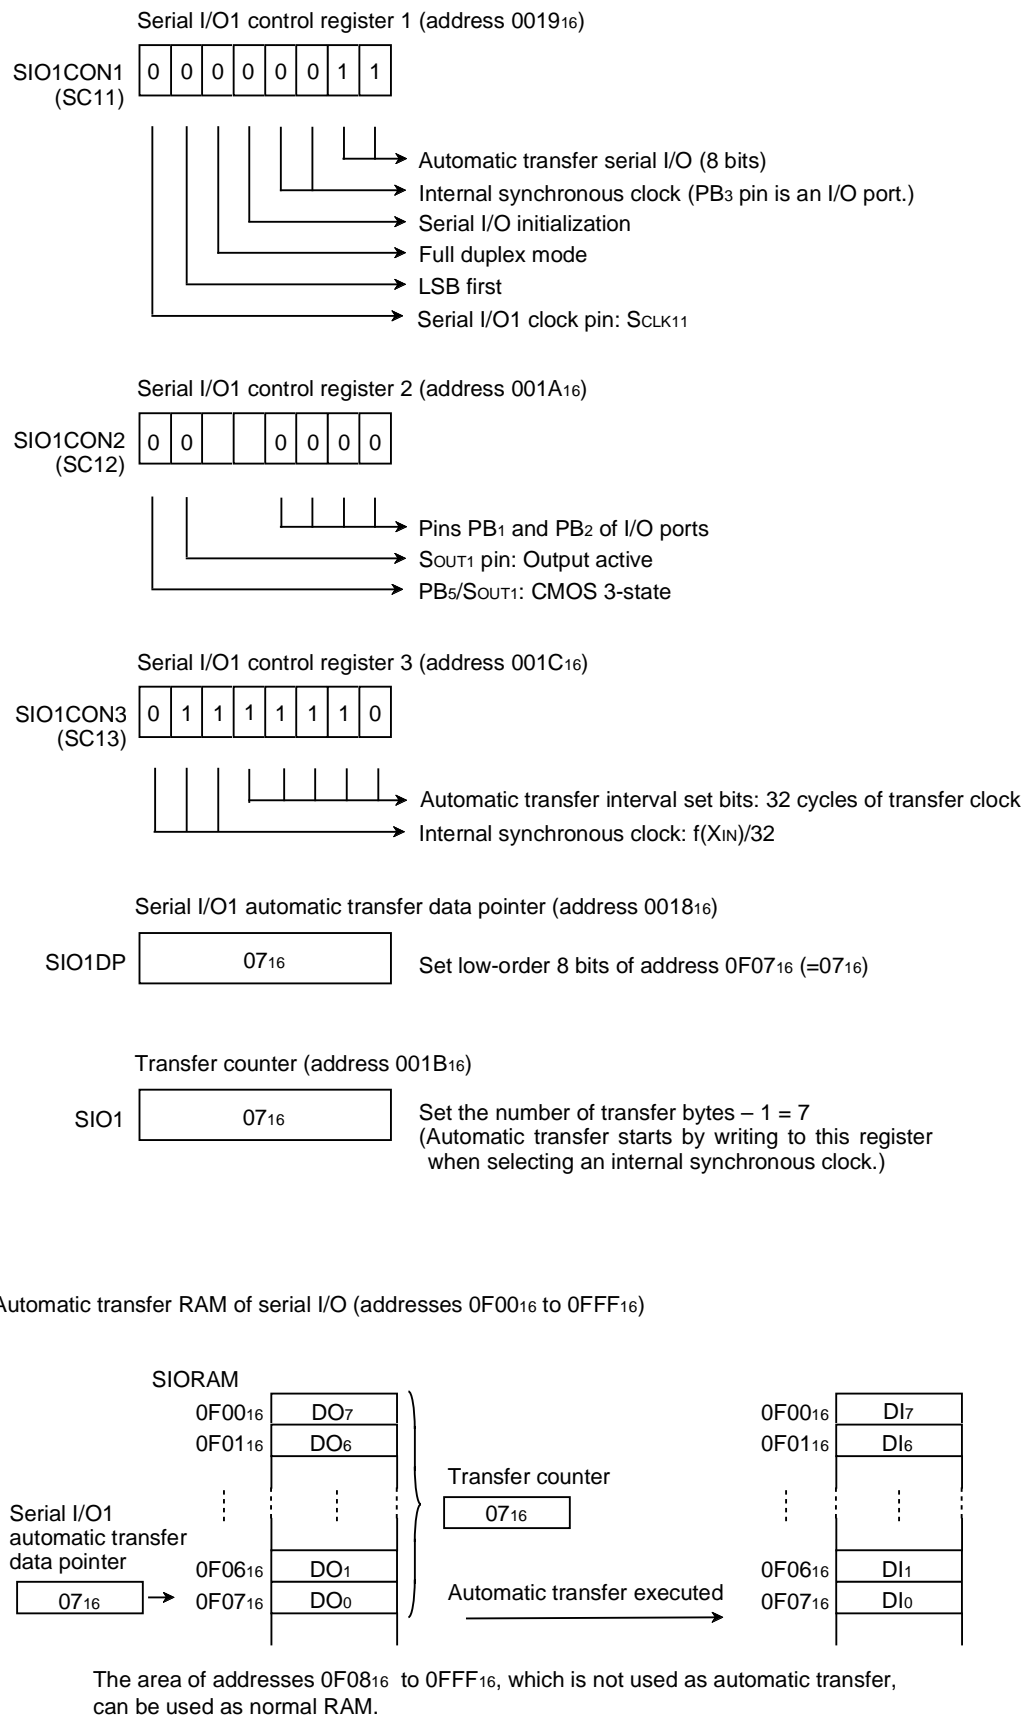 Serial I/O1 control register 1 (address 0019₁₆)
SIO1CON1 0 0 0 0 0 0 1 1
(SC11)
Automatic transfer serial I/O (8 bits)
Internal synchronous clock (PB₃ pin is an I/O port.)
Serial I/O initialization
Full duplex mode
LSB first
Serial I/O1 clock pin: SCLK11
Serial I/O1 control register 2 (address 001A₁₆)
SIO1CON2 0 0 0 0 0 0
(SC12)
Pins PB₁ and PB₂ of I/O ports
SOUT1 pin: Output active
PB₅/SOUT1: CMOS 3-state
Serial I/O1 control register 3 (address 001C₁₆)
SIO1CON3 0 1 1 1 1 1 1 0
(SC13)
Automatic transfer interval set bits: 32 cycles of transfer clock
Internal synchronous clock: f(XIN)/32
Serial I/O1 automatic transfer data pointer (address 0018₁₆)
SIO1DP 07₁₆ Set low-order 8 bits of address 0F07₁₆ (=07₁₆)
Transfer counter (address 001B₁₆)
SIO1 07₁₆ Set the number of transfer bytes – 1 = 7
(Automatic transfer starts by writing to this register
when selecting an internal synchronous clock.)
Automatic transfer RAM of serial I/O (addresses 0F00₁₆ to 0FFF₁₆)
SIORAM
0F00₁₆ DO₇ 0F00₁₆ DI₇
0F01₁₆ DO₆ 0F01₁₆ DI₆
Transfer counter
07₁₆
Serial I/O1
automatic transfer
data pointer
07₁₆
0F06₁₆ DO₁ 0F06₁₆ DI₁
0F07₁₆ DO₀ Automatic transfer executed 0F07₁₆ DI₀
The area of addresses 0F08₁₆ to 0FFF₁₆, which is not used as automatic transfer,
can be used as normal RAM.